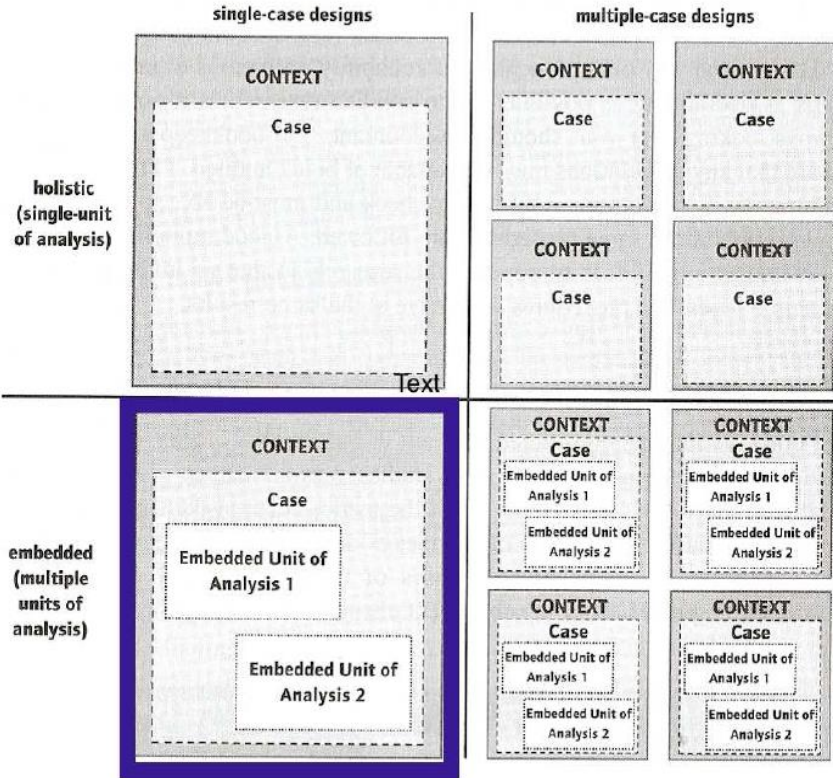 single-case designs
multiple-case designs
CONTEXT
Case
CONTEXT
Case
CONTEXT
Case
holistic
(single-unit
of analysis)
CONTEXT
Case
CONTEXT
Case
Text
CONTEXT
Case
Embedded Unit of
Analysis 1
Embedded Unit of
Analysis 2
embedded
(multiple
units of
analysis)
CONTEXT
Case
Embedded Unit of
Analysis 1
Embedded Unit of
Analysis 2
CONTEXT
Case
Embedded Unit of
Analysis 1
Embedded Unit of
Analysis 2
CONTEXT
Case
Embedded Unit of
Analysis 1
Embedded Unit of
Analysis 2
CONTEXT
Case
Embedded Unit of
Analysis 1
Embedded Unit of
Analysis 2